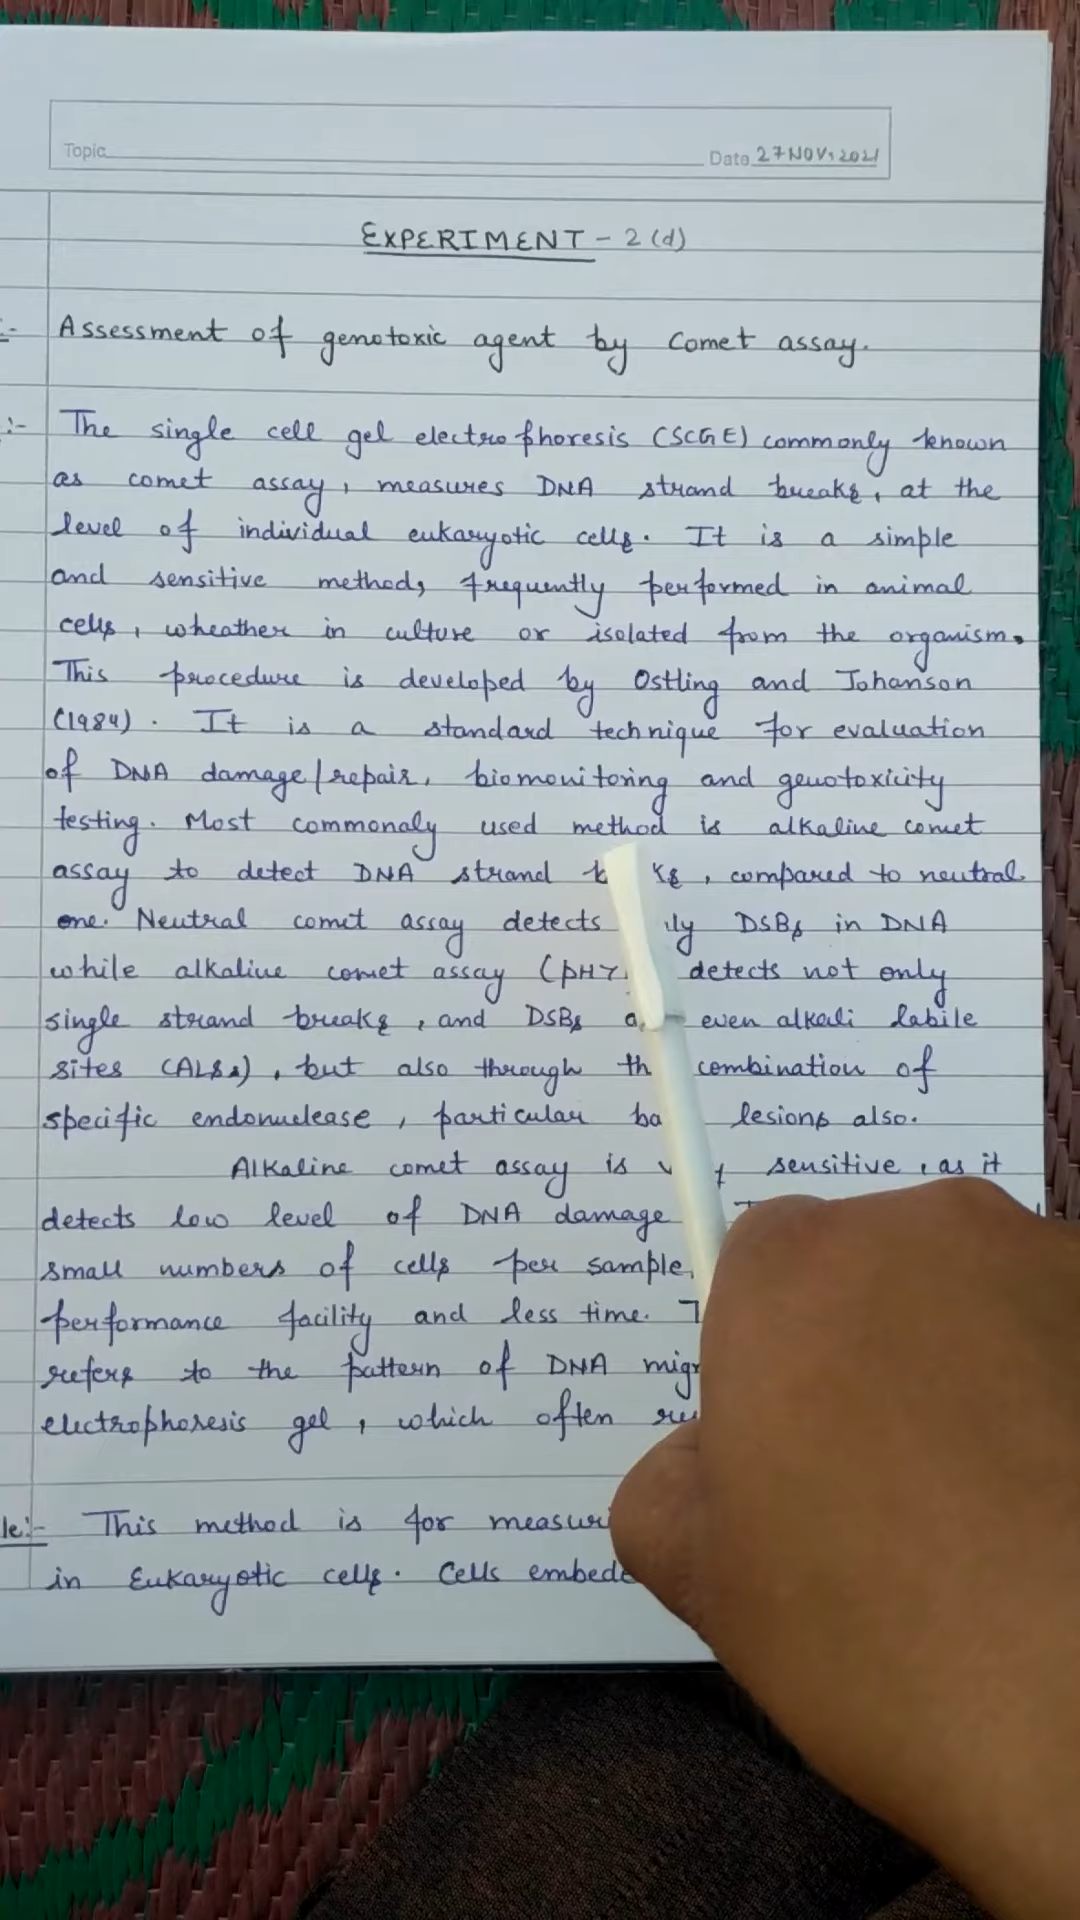 Topic
Date 27 NOV, 2021
EXPERIMENT - 2 (d)
:- Assessment of genotoxic agent by Comet assay.
:- The single cell gel electrophoresis (SCGE) commonly known
as comet assay, measures DNA strand breaks, at the
level of individual eukaryotic cells. It is a simple
and sensitive method, frequently performed in animal
cells, wheather in culture or isolated from the organism.
This procedure is developed by Ostling and Johanson
(1984). It is a standard technique for evaluation
of DNA damage/repair, biomonitoring and genotoxicity
testing. Most commonaly used method is alkaline comet
assay to detect DNA strand , compared to neutral
one. Neutral comet assay detects DSBs in DNA
while alkaline comet assay (pH7 detects not only
single strand breaks, and DSBs even alkali labile
sites (ALSs), but also through combination of
specific endonuclease, particular lesions also.
Alkaline comet assay is sensitive, as it
detects low level of DNA damage
small numbers of cells per sample,
performance facility and less time.
refers to the pattern of DNA
electrophoresis gel, which often
le:- This method is for
in Eukaryotic cells. Cells